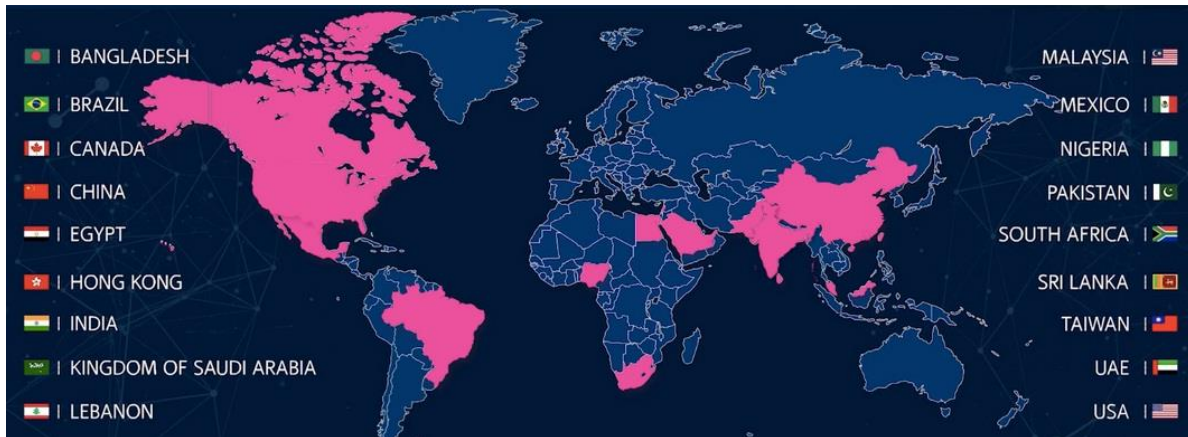 BANGLADESH
BRAZIL
CANADA
CHINA
EGYPT
HONG KONG
INDIA
KINGDOM OF SAUDI ARABIA
LEBANON
MALAYSIA
MEXICO
NIGERIA
PAKISTAN
SOUTH AFRICA
SRI LANKA
TAIWAN
UAE
USA